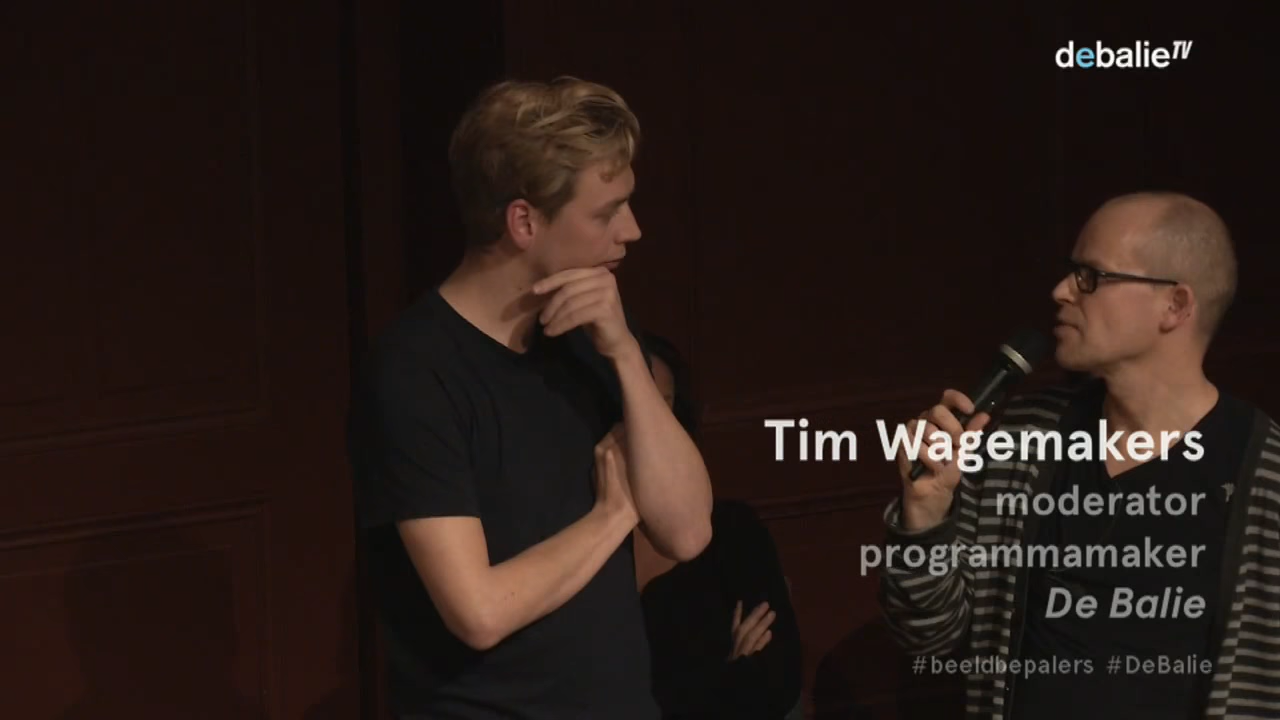 debalieTV
Tim Wagemakers
moderator
programmamaker
De Balie
#beeldbepalers #DeBalie